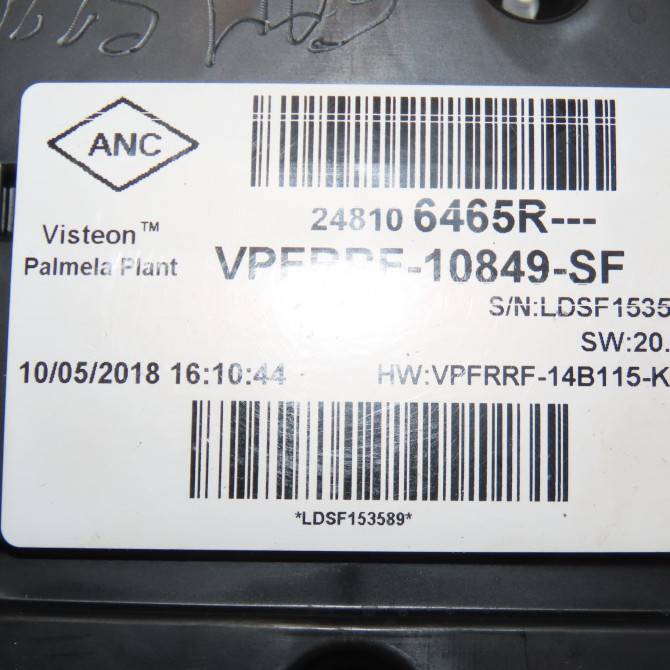 ANC
24810 6465R---
Visteon™
Palmela Plant
VPFRRF-10849-SF
S/N:LDSF1535
SW:20.
10/05/2018 16:10:44
HW:VPFRRF-14B115-K
*LDSF153589*